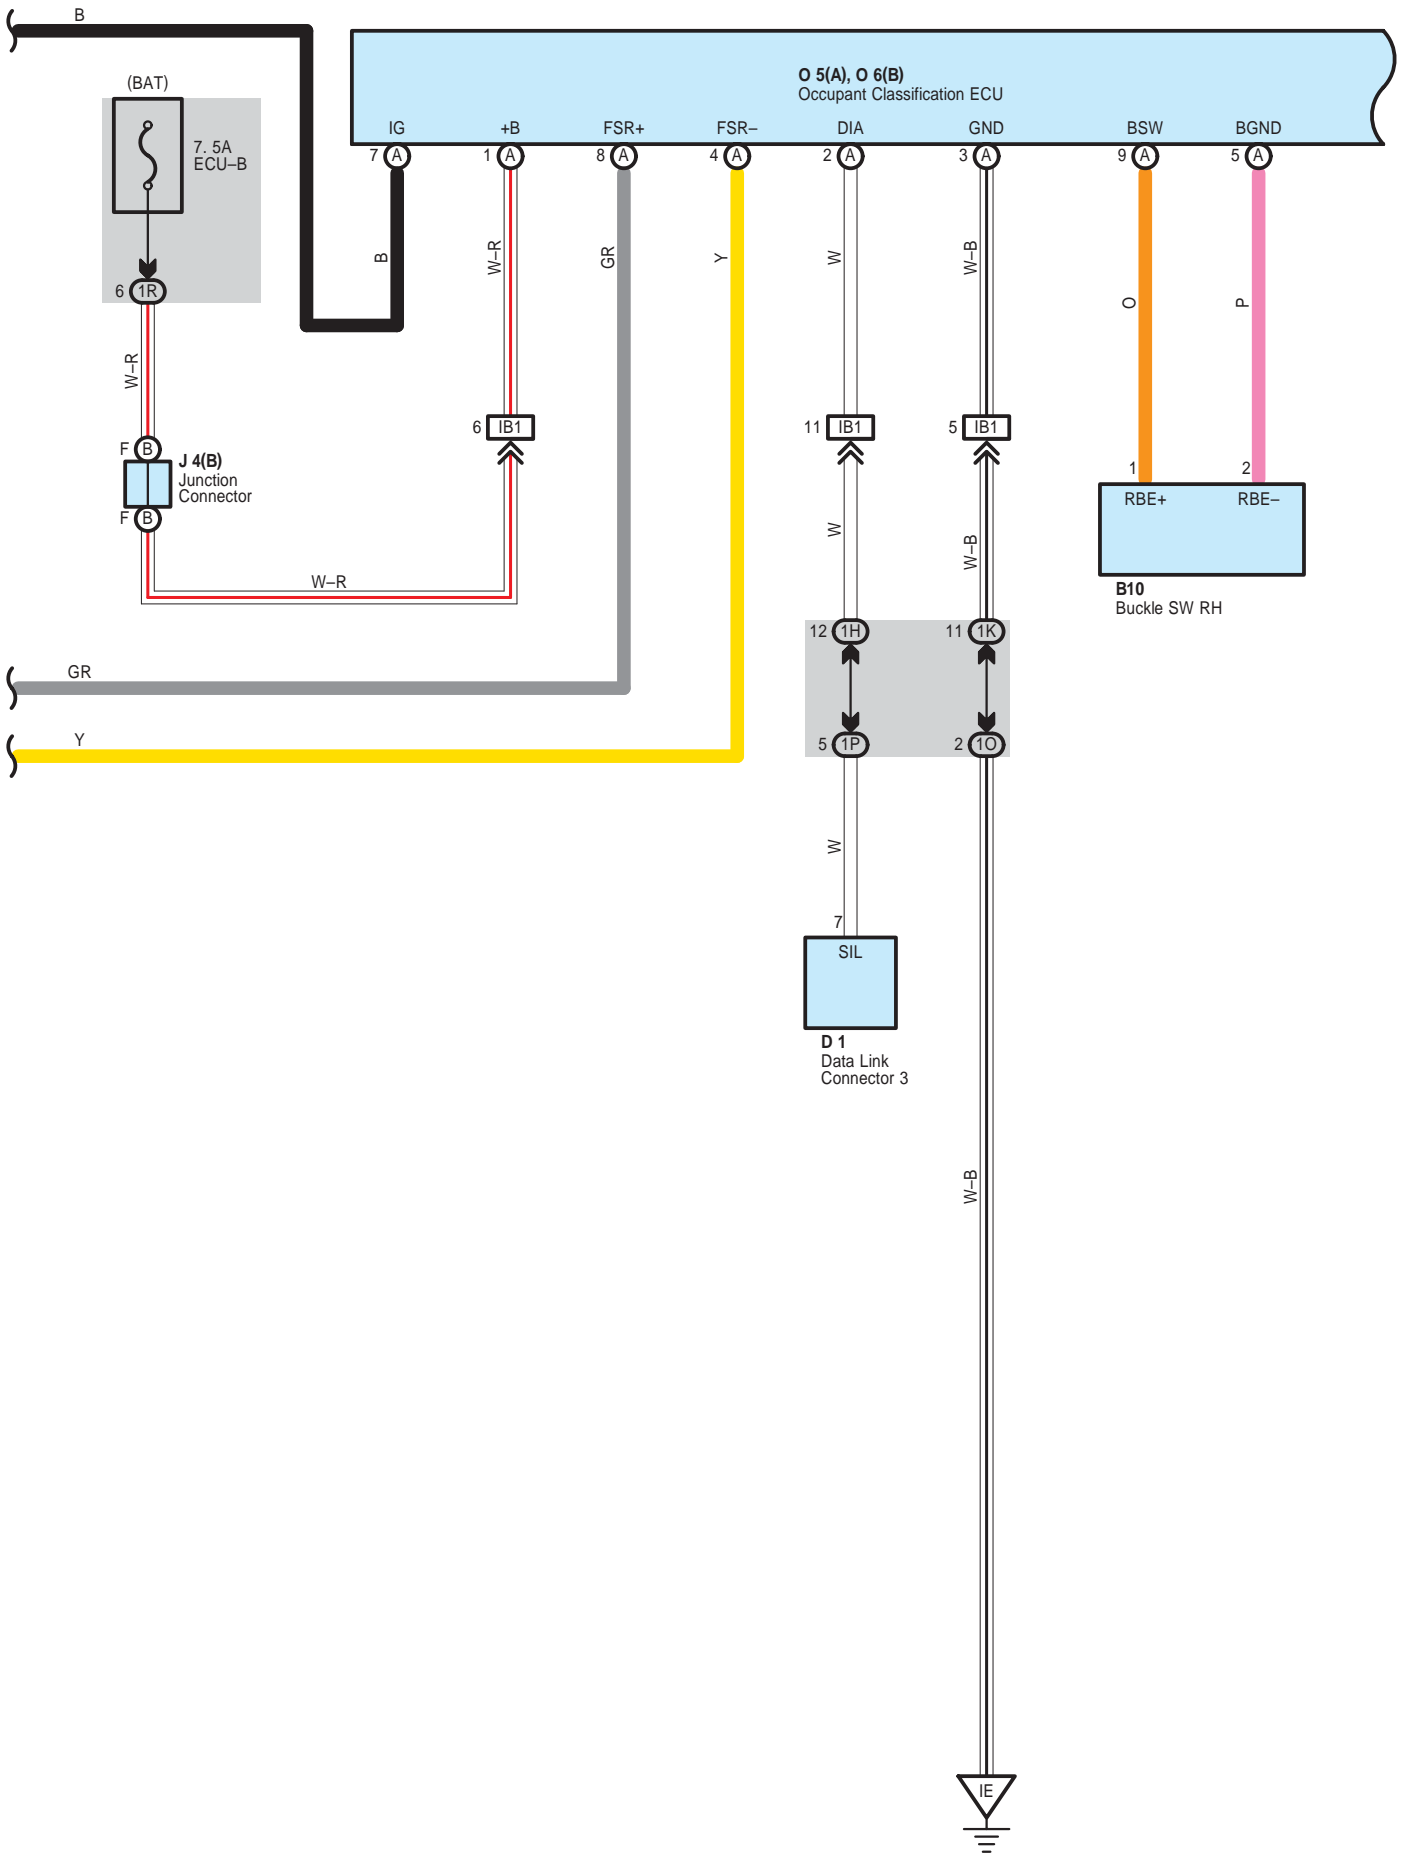 B
O 5(A), O 6(B)
Occupant Classification ECU
(BAT)
7. 5A
ECU–B
IG +B FSR+ FSR– DIA GND BSW BGND
7 A 1 A 8 A 4 A 2 A 3 A 9 A 5 A
B W–R GR Y W W–B O P
6 1R
W–R
F B
J 4(B)
Junction
Connector
F B
6 IB1 11 IB1 5 IB1
1 2
RBE+ RBE–
B10
Buckle SW RH
W W–B
W–R
12 1H 11 1K
GR
Y
5 1P 2 1O
W
7
SIL
D 1
Data Link
Connector 3
W–B
IE